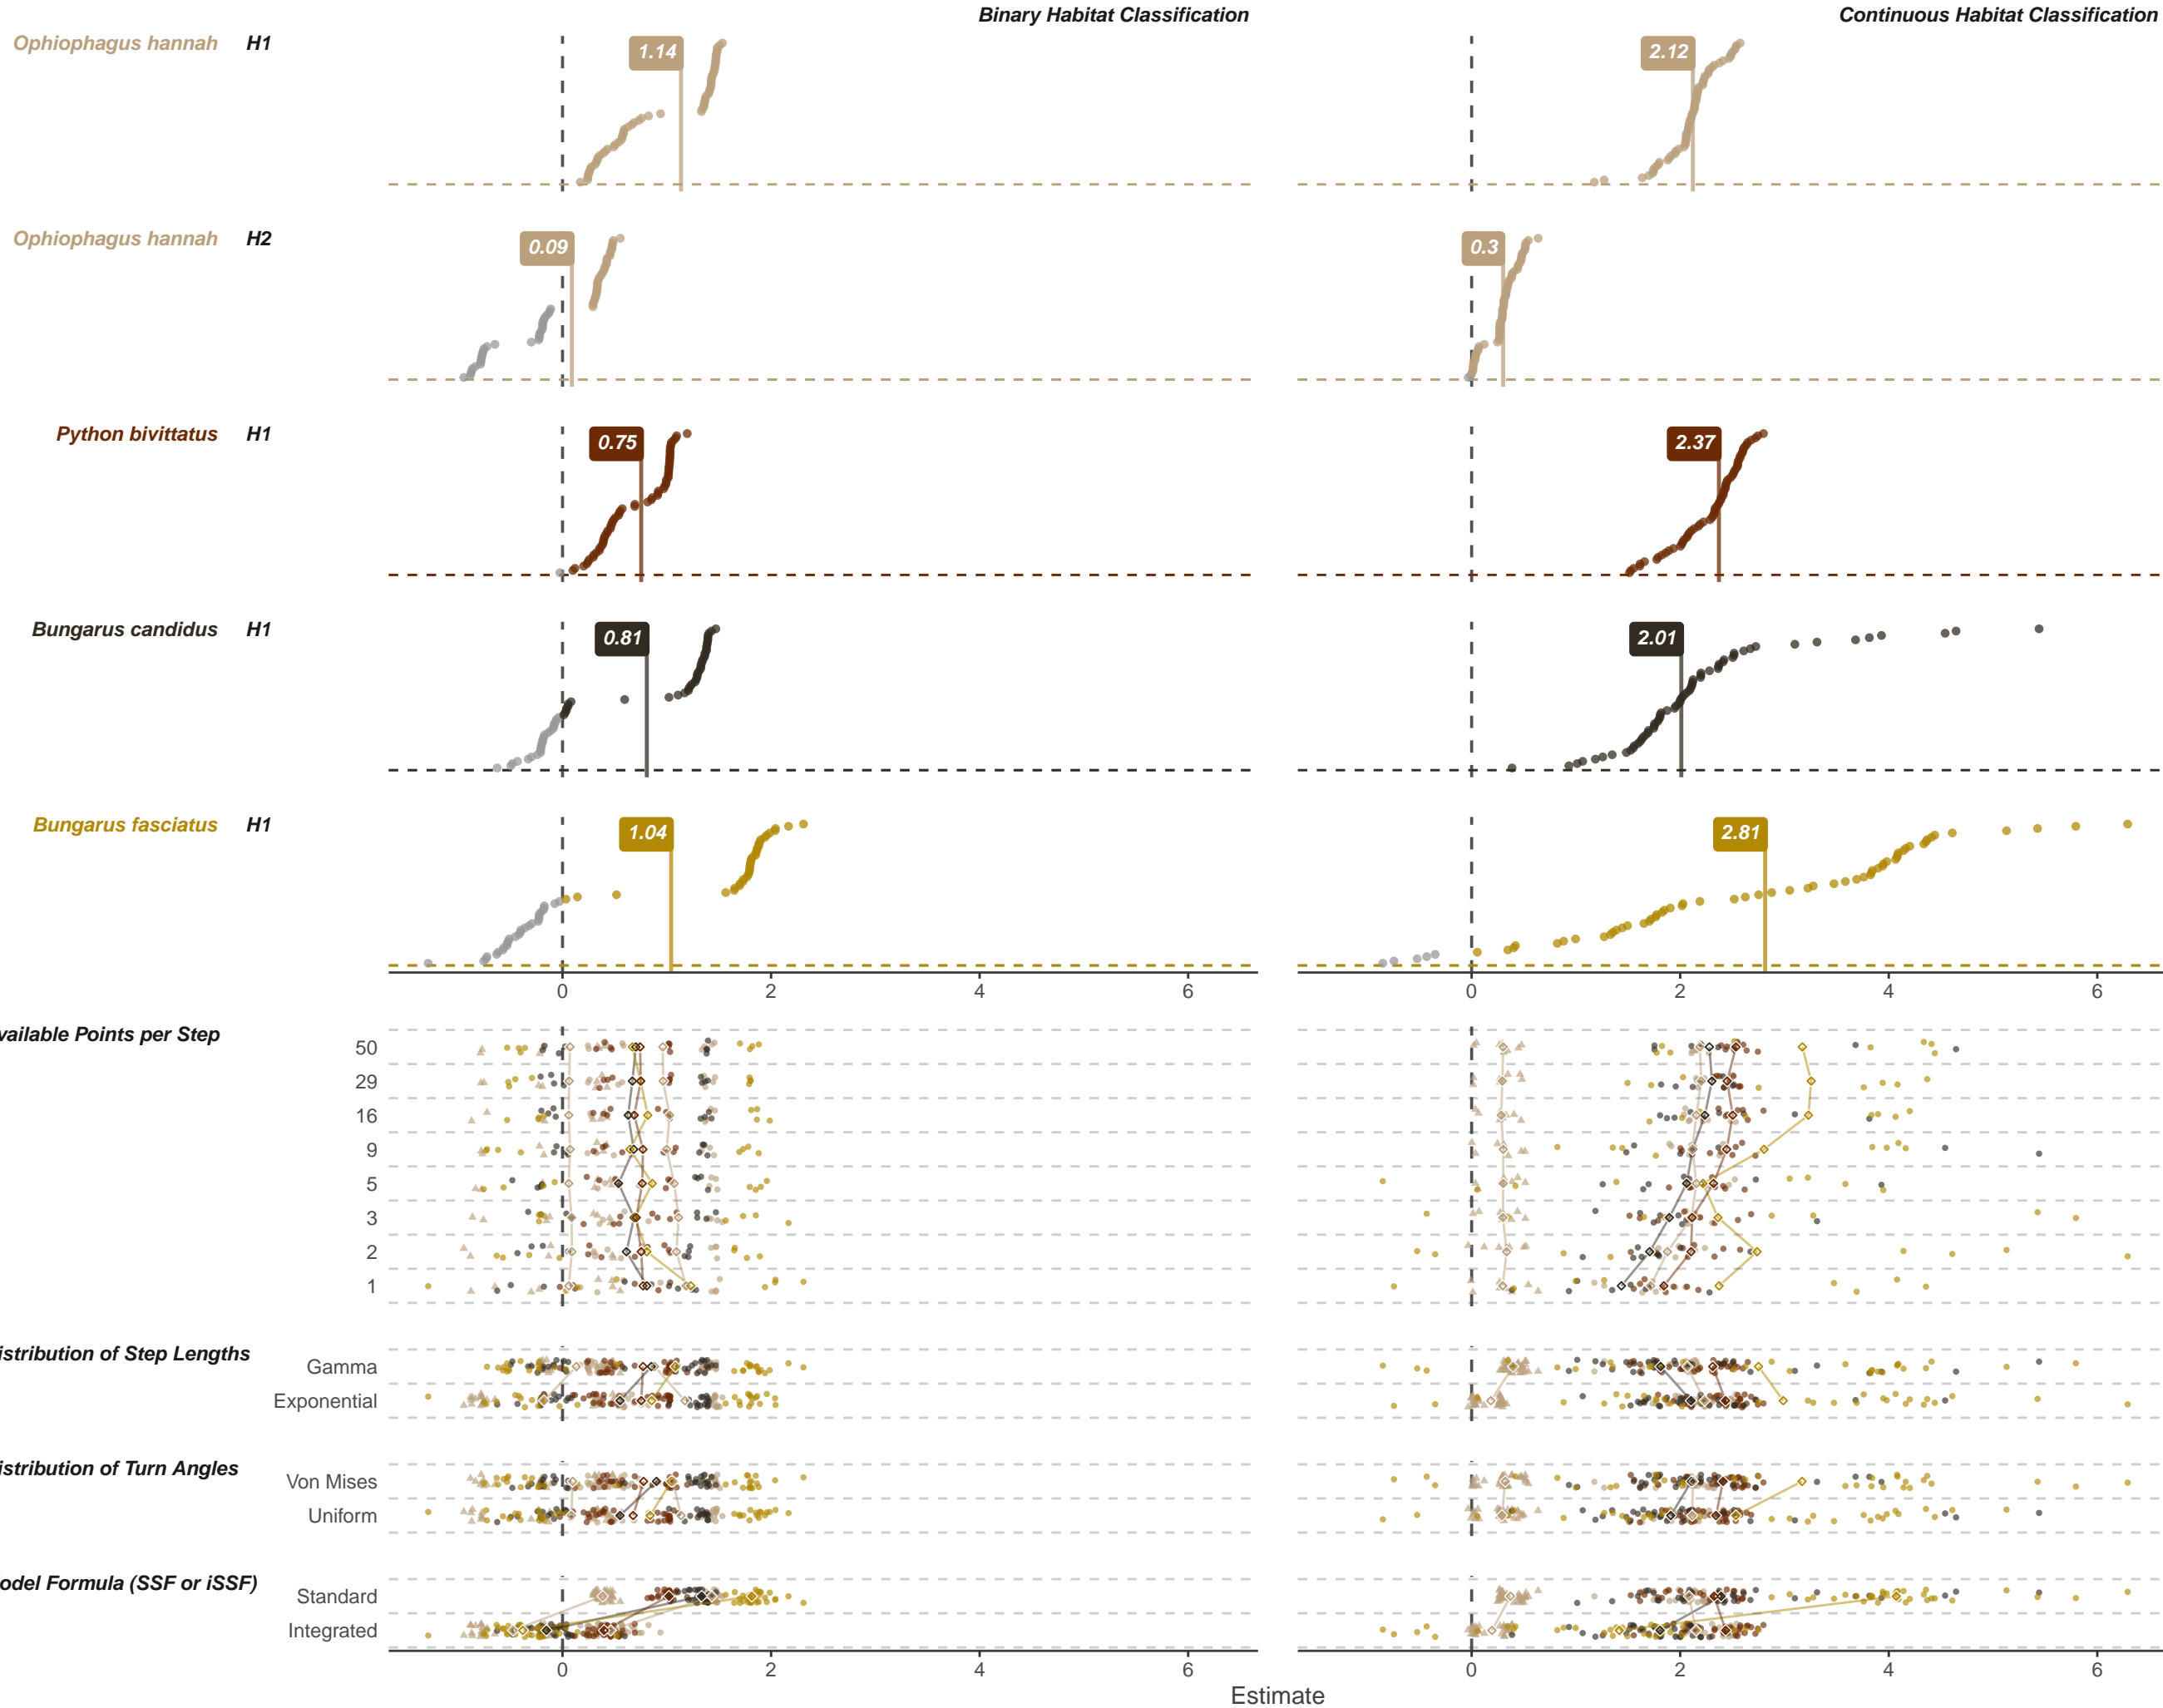 Binary Habitat Classification Continuous Habitat Classification
Ophiophagus hannah H1 1.14 2.12
Ophiophagus hannah H2 0.09 0.3
Python bivittatus H1 0.75 2.37
Bungarus candidus H1 0.81 2.01
Bungarus fasciatus H1 1.04 2.81
0 2 4 6 0 2 4 6
vailable Points per Step
50
29
16
9
5
3
2
1
istribution of Step Lengths
Gamma
Exponential
istribution of Turn Angles
Von Mises
Uniform
odel Formula (SSF or iSSF)
Standard
Integrated
0 2 4 6 0 2 4 6
Estimate